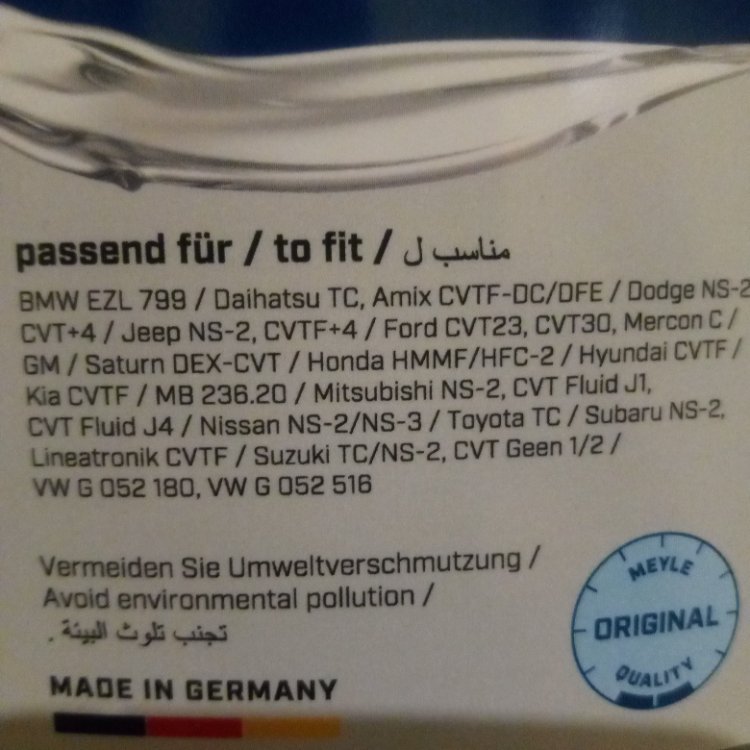 passend für / to fit / مناسب ل
BMW EZL 799 / Daihatsu TC, Amix CVTF-DC/DFE / Dodge NS-2
CVT+4 / Jeep NS-2, CVTF+4 / Ford CVT23, CVT30, Mercon C /
GM / Saturn DEX-CVT / Honda HMMF/HFC-2 / Hyundai CVTF /
Kia CVTF / MB 236.20 / Mitsubishi NS-2, CVT Fluid J1,
CVT Fluid J4 / Nissan NS-2/NS-3 / Toyota TC / Subaru NS-2,
Lineatronik CVTF / Suzuki TC/NS-2, CVT Geen 1/2 /
VW G 052 180, VW G 052 516
Vermeiden Sie Umweltverschmutzung /
Avoid environmental pollution /
تجنب تلوث البيئة .
MADE IN GERMANY
MEYLE
ORIGINAL
QUALITY